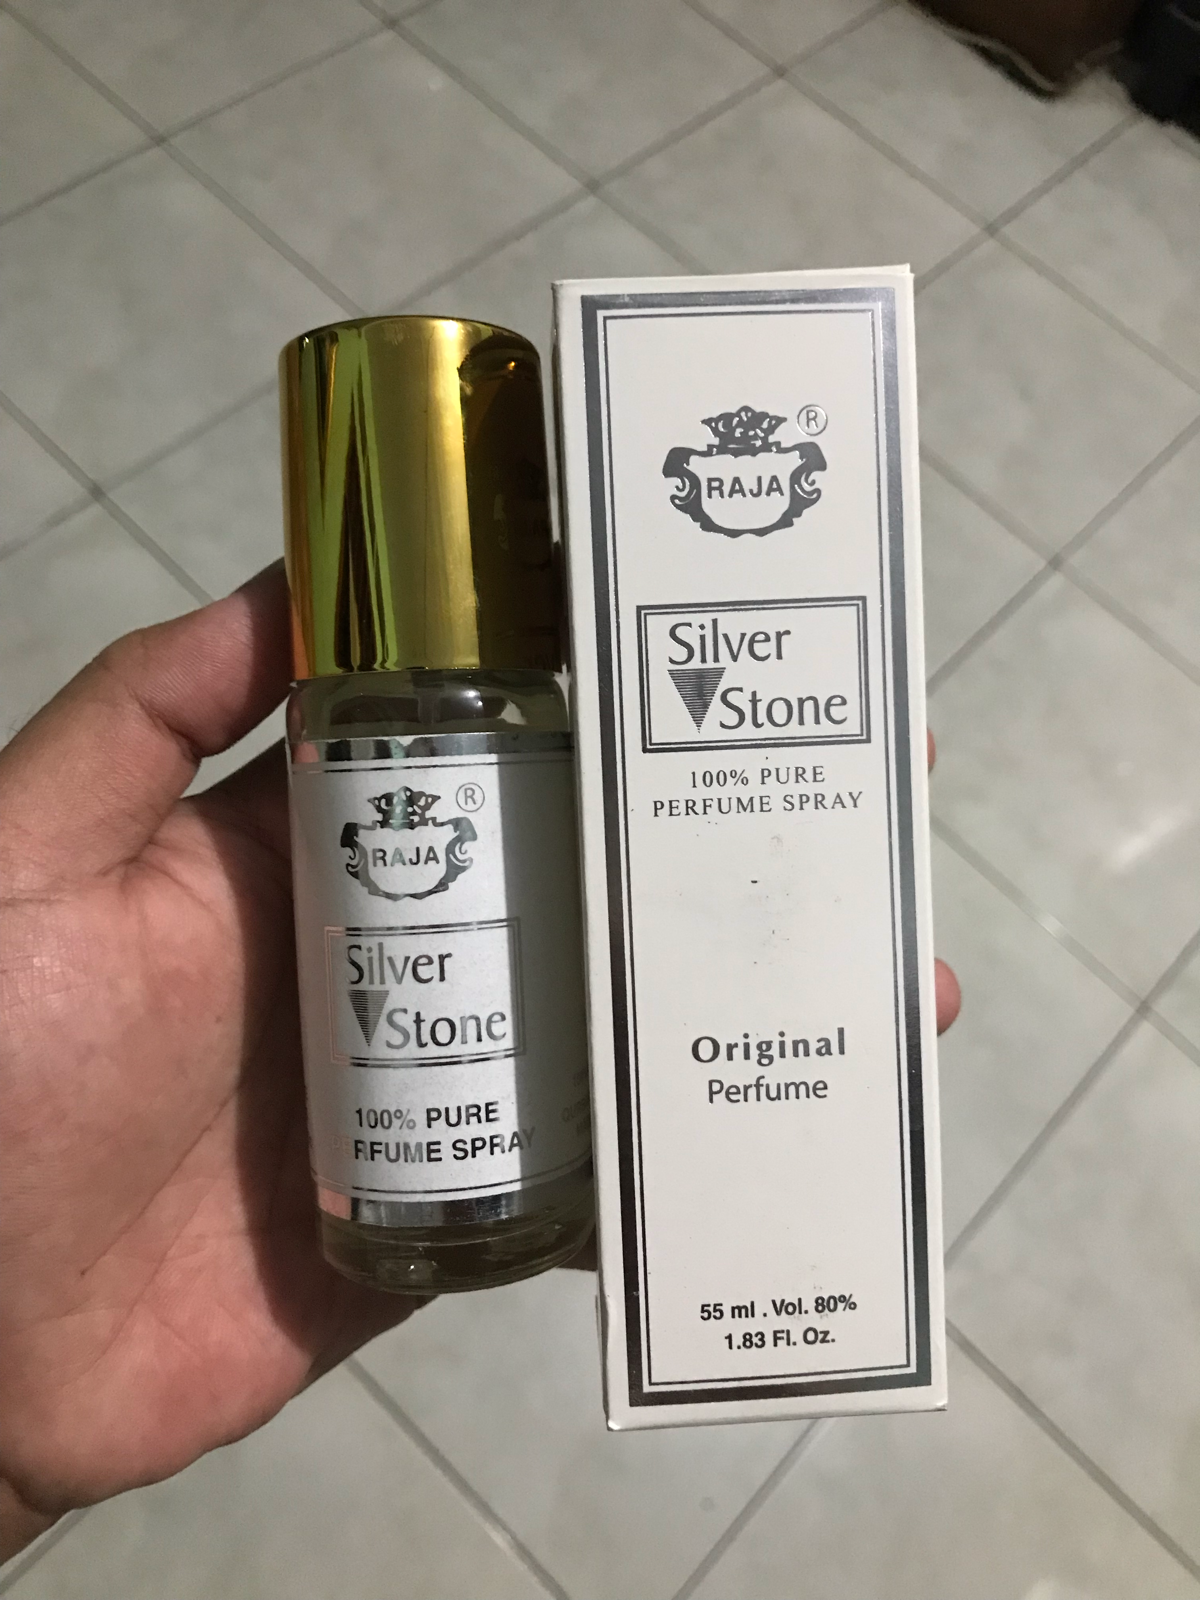 RAJA
®
Silver
Stone
100% PURE
PERFUME SPRAY
RAJA
®
Silver
Stone
100% PURE
PERFUME SPRAY
Original
Perfume
55 ml . Vol. 80%
1.83 Fl. Oz.